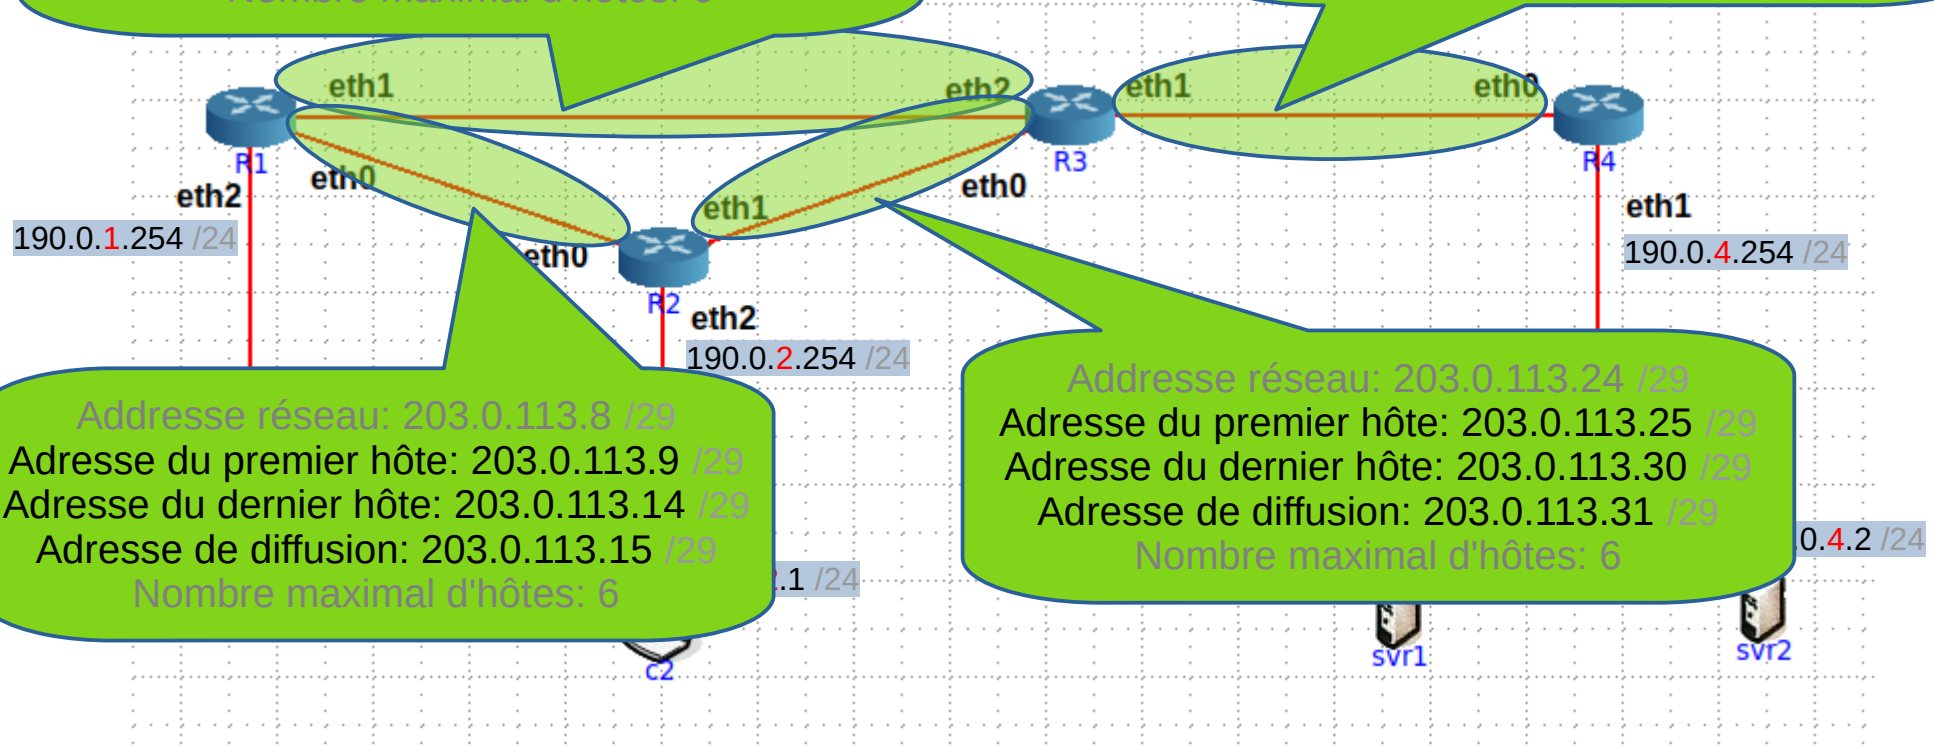 Nombre maximal d'hôtes: 6
eth1
eth2
eth1
eth0
R1
R3
R4
eth2
eth0
eth0
eth1
eth1
190.0.1.254 /24
190.0.4.254 /24
eth0
R2
eth2
190.0.2.254 /24
Addresse réseau: 203.0.113.8 /29
Adresse du premier hôte: 203.0.113.9 /29
Adresse du dernier hôte: 203.0.113.14 /29
Adresse de diffusion: 203.0.113.15 /29
Nombre maximal d'hôtes: 6
Addresse réseau: 203.0.113.24 /29
Adresse du premier hôte: 203.0.113.25 /29
Adresse du dernier hôte: 203.0.113.30 /29
Adresse de diffusion: 203.0.113.31 /29
Nombre maximal d'hôtes: 6
.0.4.2 /24
.1 /24
c2
svr1
svr2